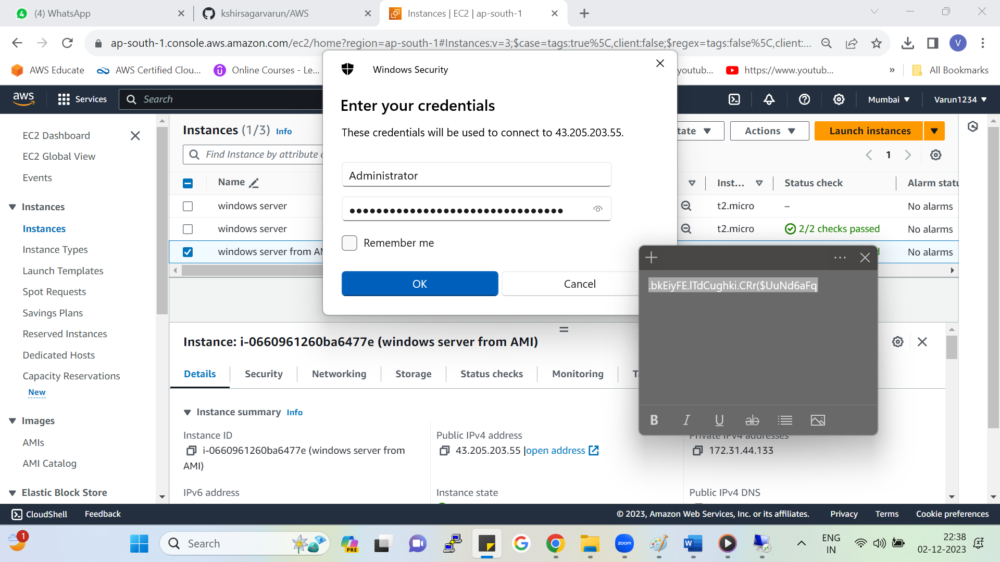 (4) WhatsApp
kshirsagarvarun/AWS
Instances | EC2 | ap-south-1
ap-south-1.console.aws.amazon.com/ec2/home?region=ap-south-1#Instances:v=3;$case=tags:true%5C,client:false;$regex=tags:false%5C,client:...
V
AWS Educate
AWS Certified Clou...
Online Courses - Le...
youtub...
https://www.youtub...
»
All Bookmarks
aws
Services
Search
Mumbai
Varun1234
Windows Security
Enter your credentials
These credentials will be used to connect to 43.205.203.55.
Administrator
Remember me
OK
Cancel
EC2 Dashboard
EC2 Global View
Events
Instances
Instances
Instance Types
Launch Templates
Spot Requests
Savings Plans
Reserved Instances
Dedicated Hosts
Capacity Reservations
New
Images
AMIs
AMI Catalog
Elastic Block Store
Instances (1/3) Info
tate
Actions
Launch instances
Find Instance by attribute
1
Name
Inst...
Status check
Alarm statu
windows server
t2.micro
–
No alarms
windows server
t2.micro
2/2 checks passed
No alarms
windows server from AM
No alarms
.bkEiyFE.lTdCughki.CRr($UuNd6aFq
B I U ab
Instance: i-0660961260ba6477e (windows server from AMI)
Details
Security
Networking
Storage
Status checks
Monitoring
Instance summary Info
Instance ID
i-0660961260ba6477e (windows server from
AMI)
Public IPv4 address
43.205.203.55 |open address
Private IPv4 addresses
172.31.44.133
IPv6 address
Instance state
Public IPv4 DNS
CloudShell
Feedback
© 2023, Amazon Web Services, Inc. or its affiliates.
Privacy
Terms
Cookie preferences
1
Search
PRE
zoom
W
ENG
IN
22:38
02-12-2023